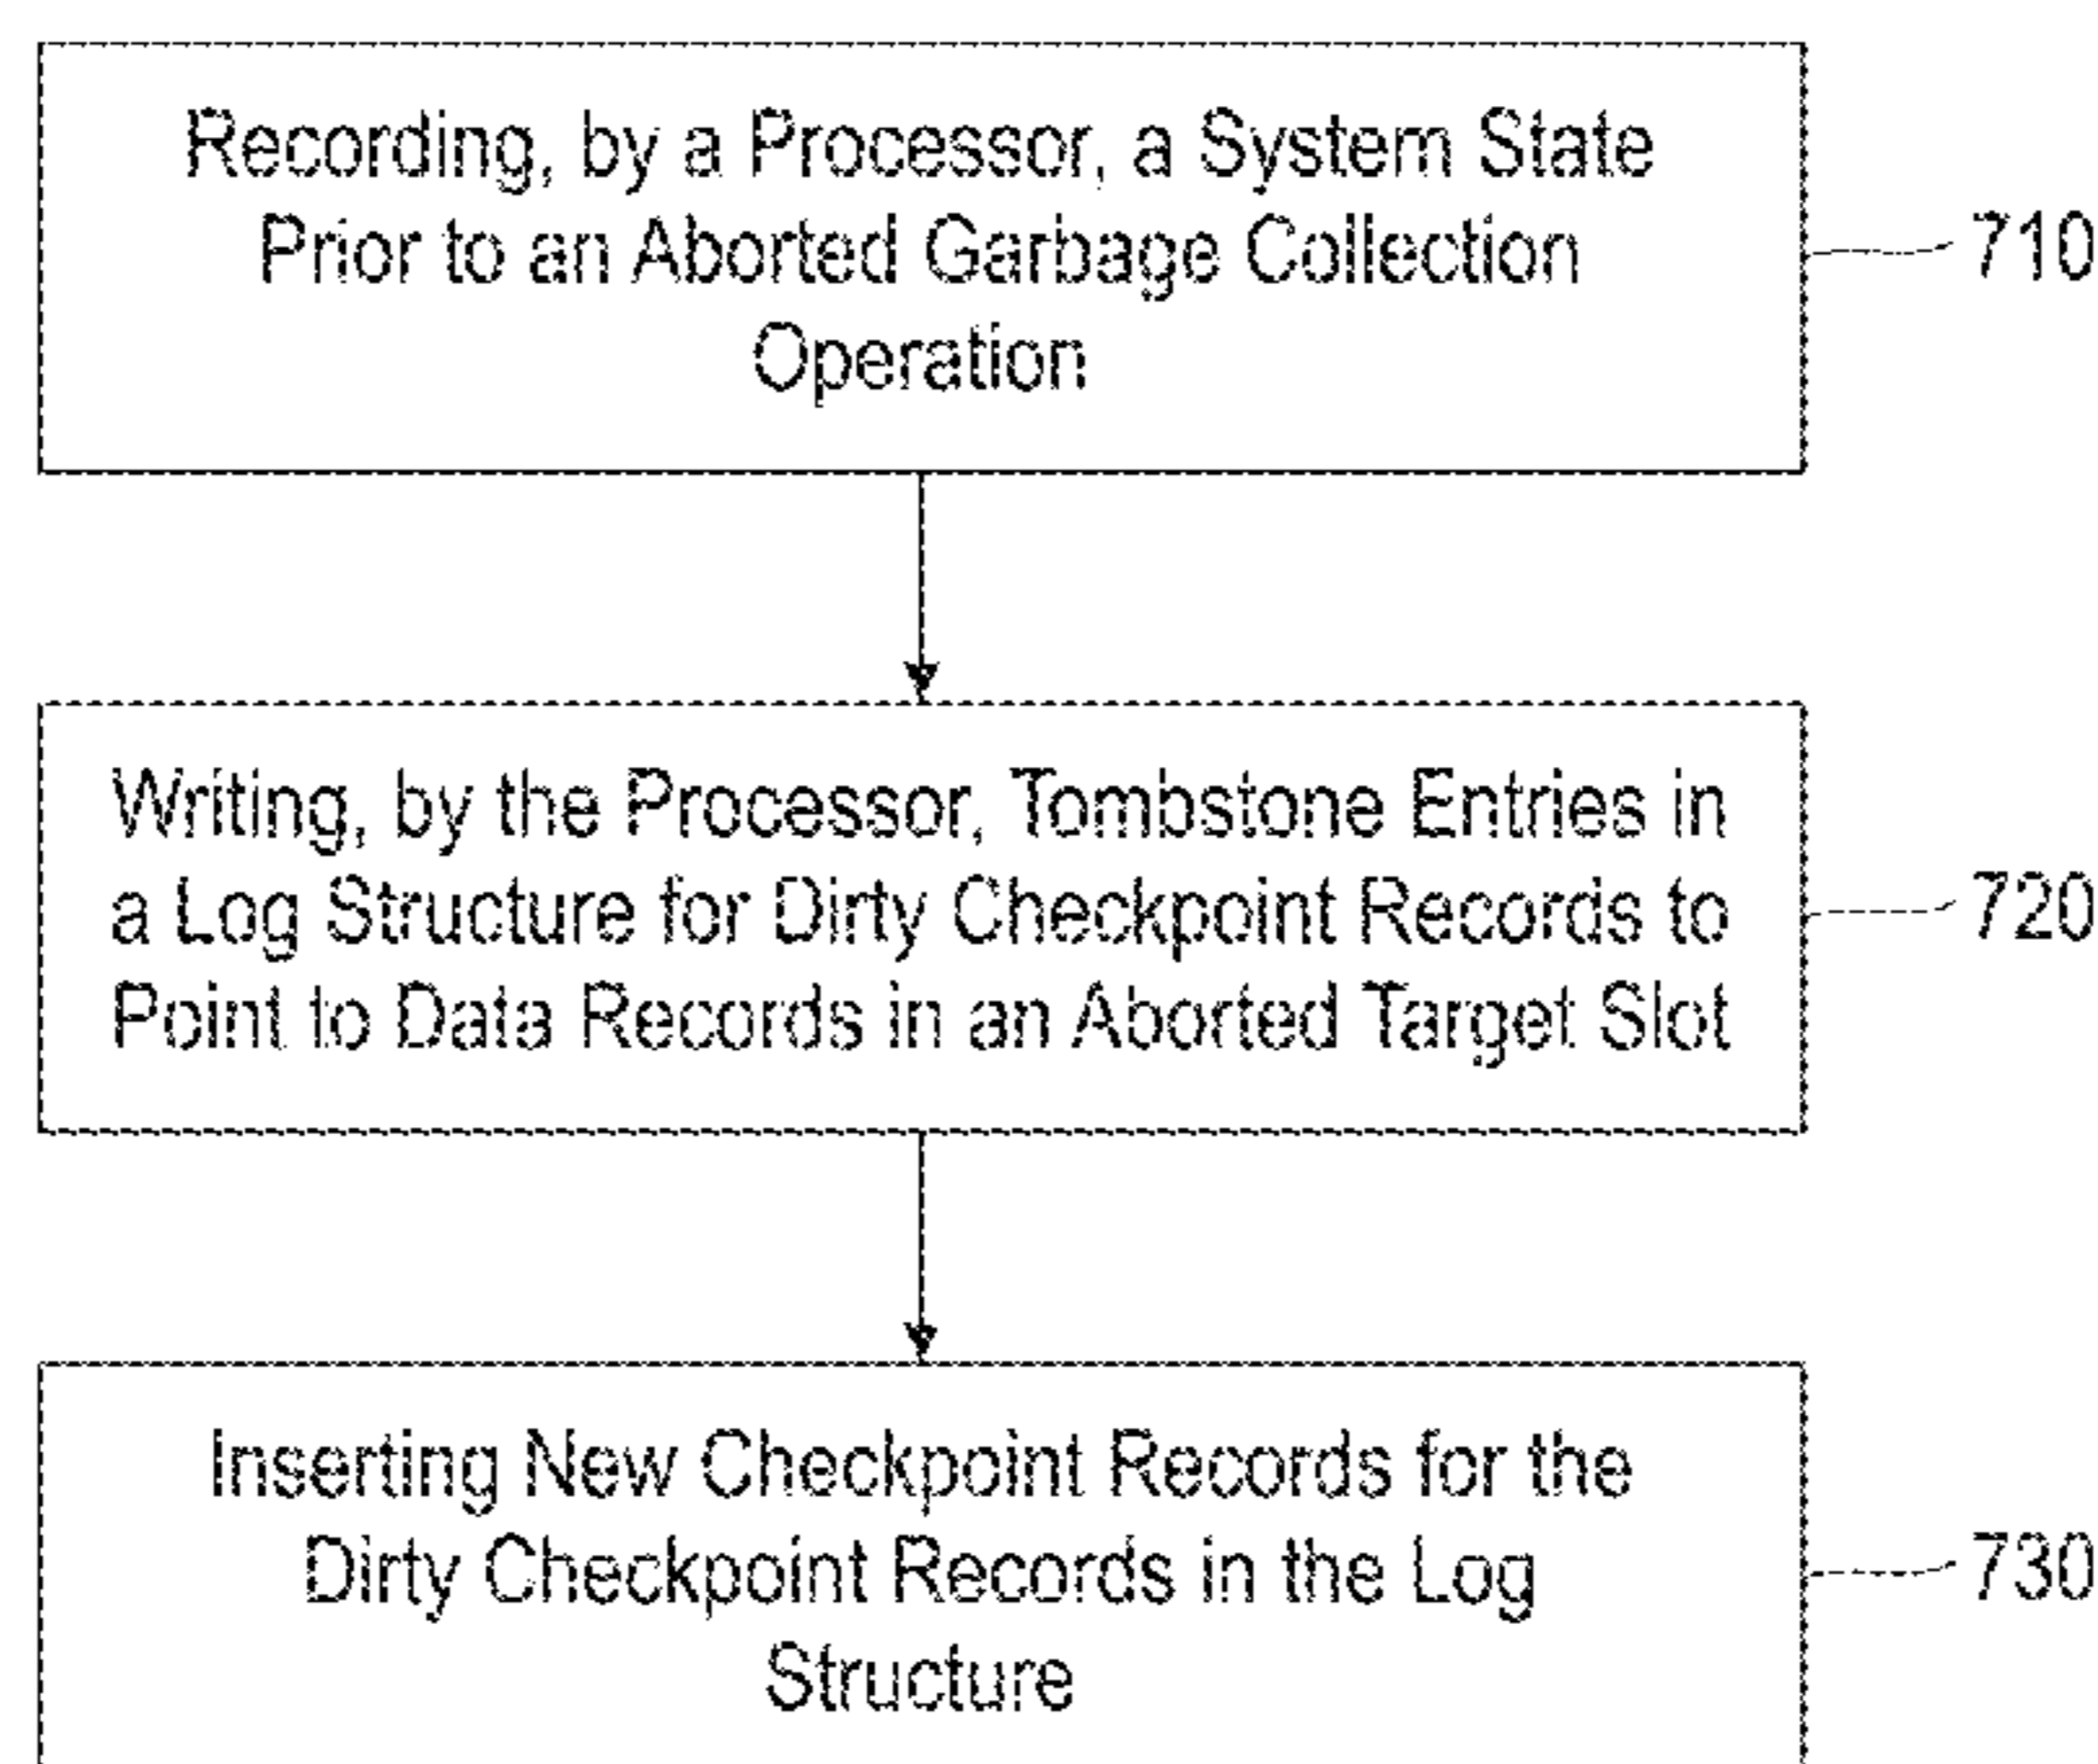 Recording, by a Processor, a System State
Prior to an Aborted Garbage Collection
Operation
710
Writing, by the Processor, Tombstone Entries in
a Log Structure for Dirty Checkpoint Records to
Point to Data Records in an Aborted Target Slot
720
Inserting New Checkpoint Records for the
Dirty Checkpoint Records in the Log
Structure
730